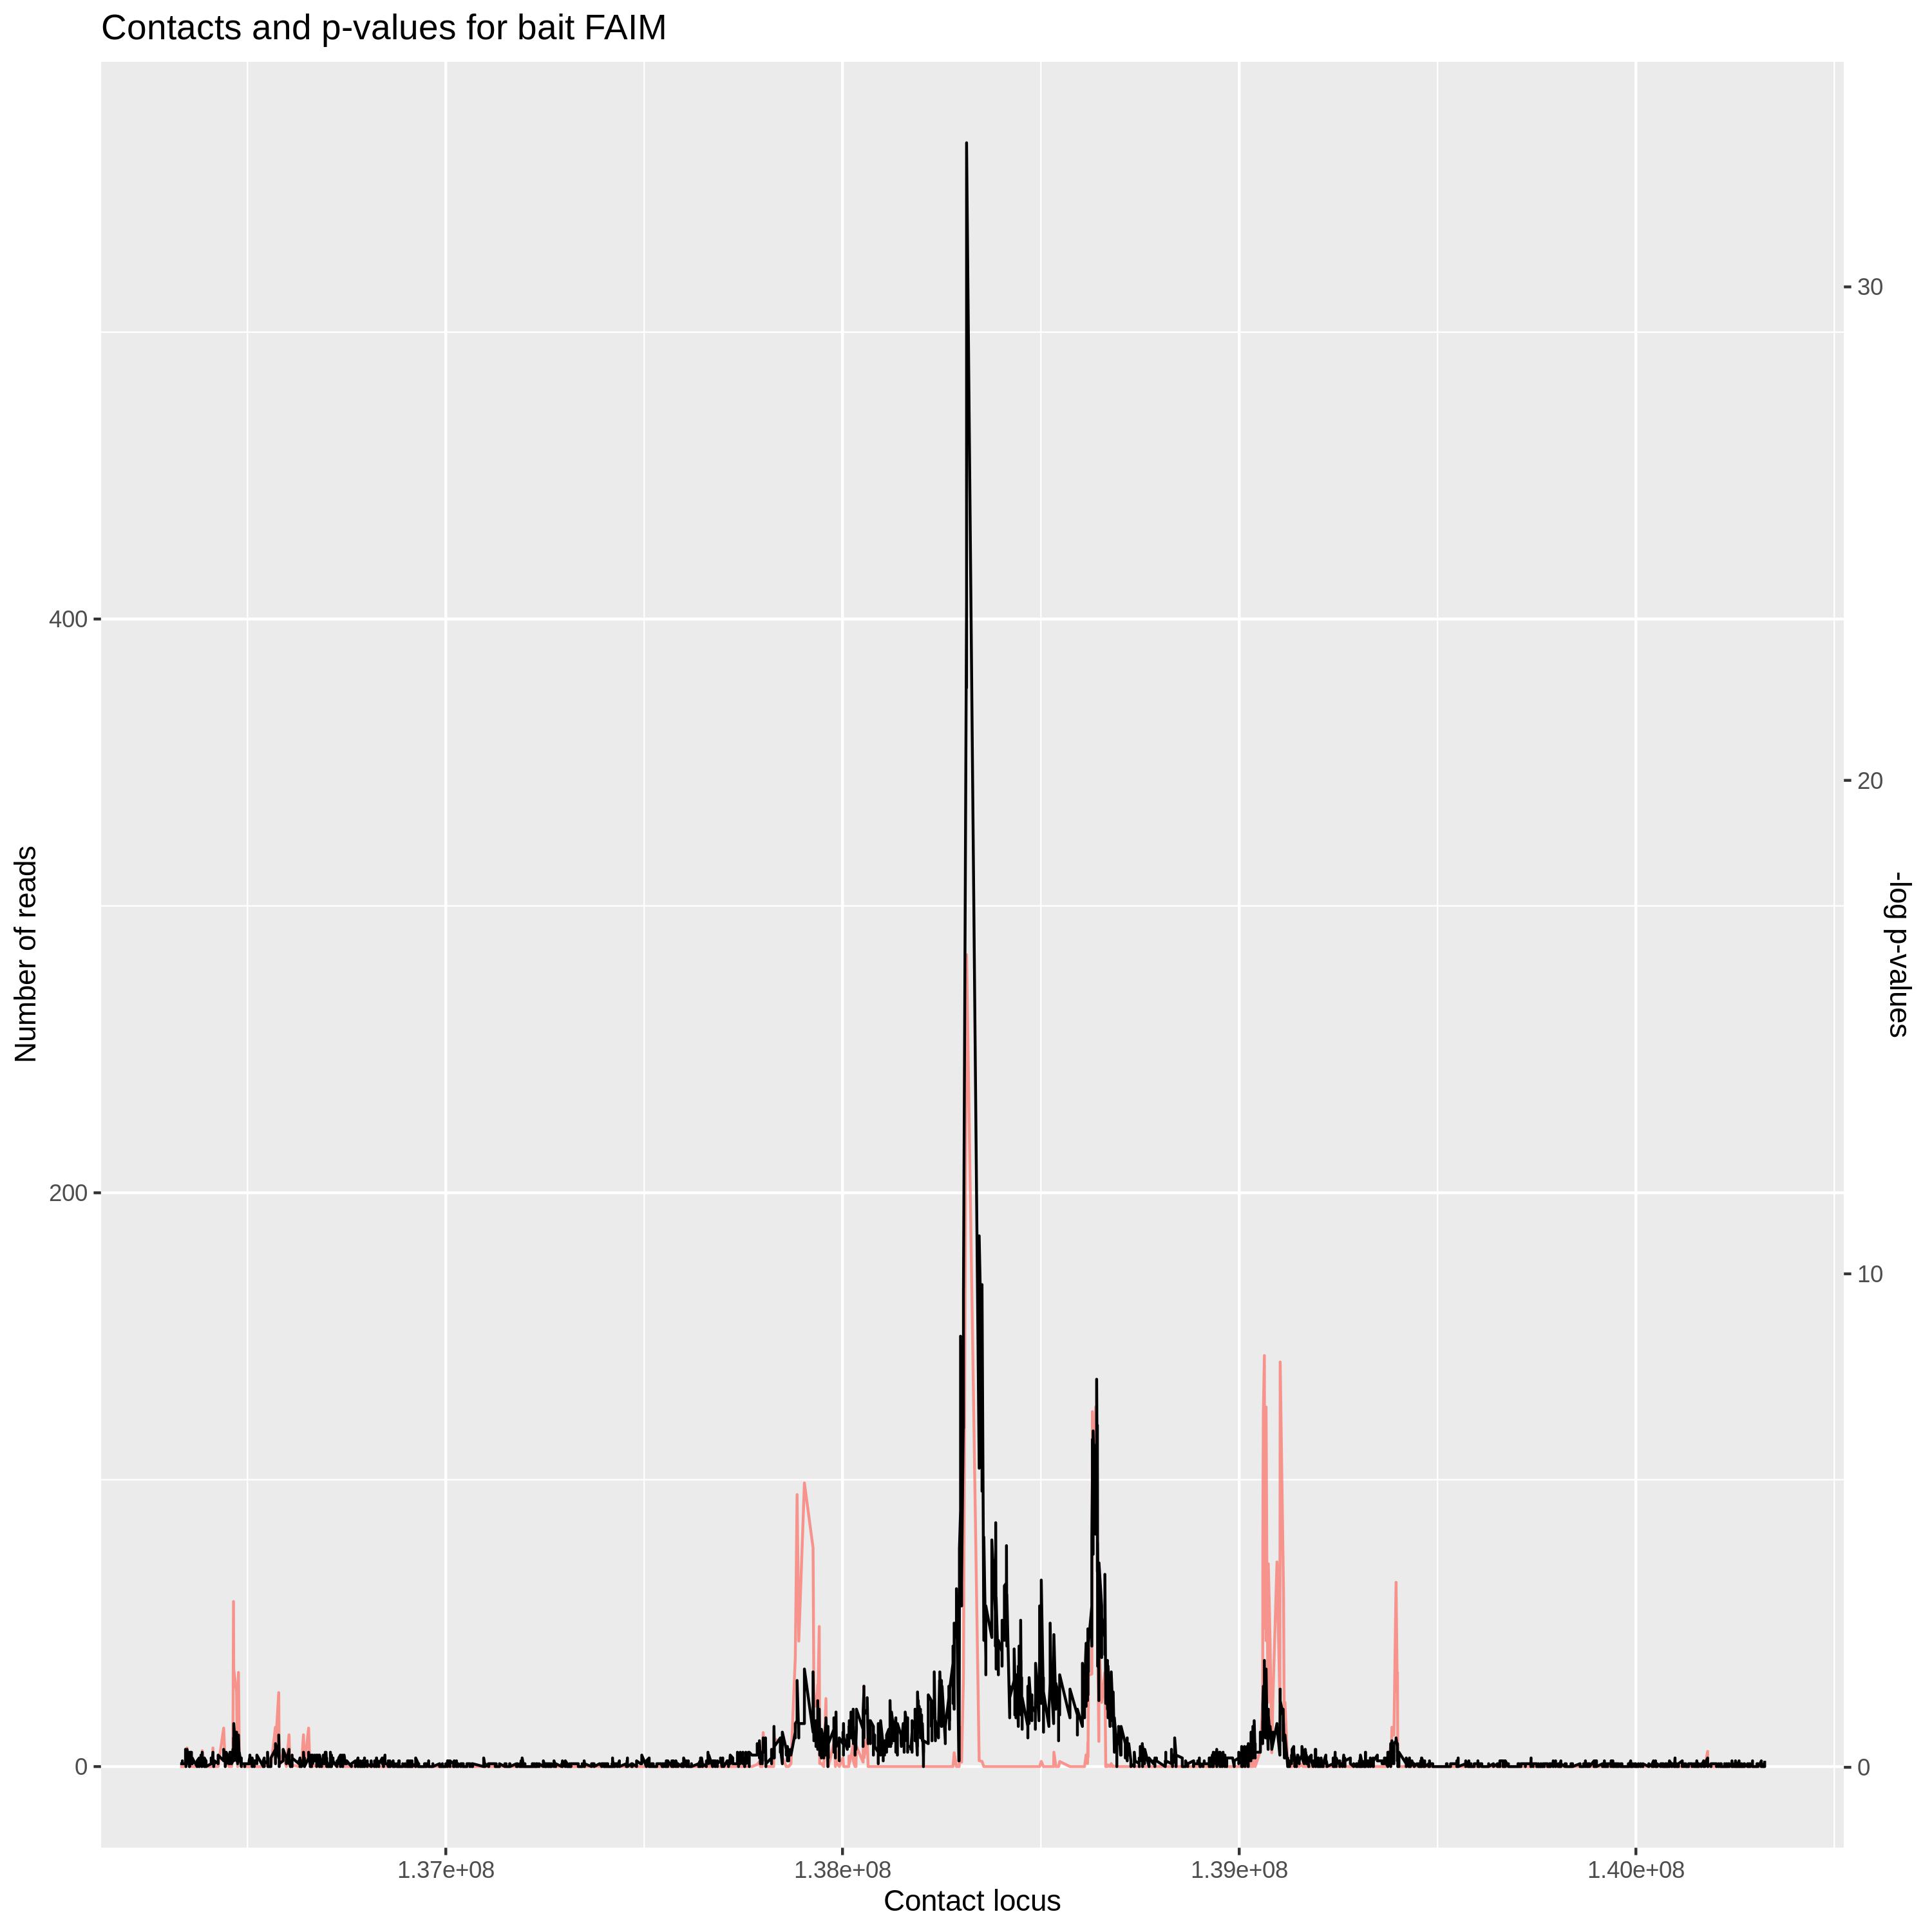 Contacts and p-values for bait FAIM
Number of reads
400
200
0
30
20
10
0
-log p-values
1.37e+08
1.38e+08
1.39e+08
1.40e+08
Contact locus